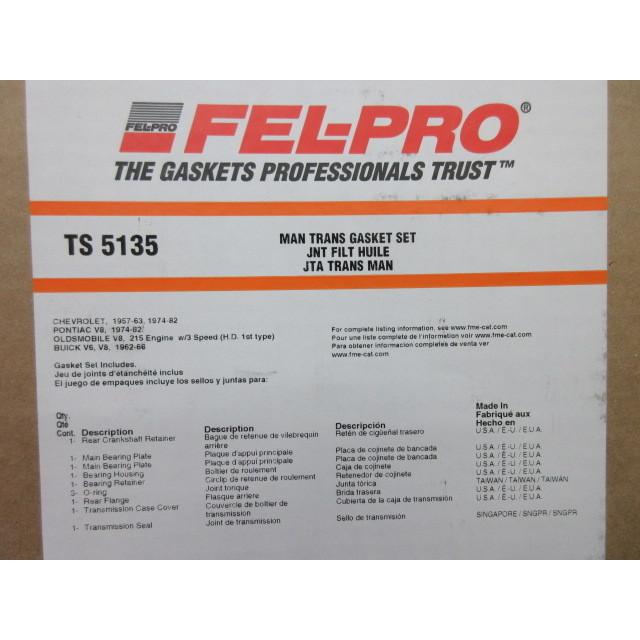 FEL-PRO
FEL-PRO®
THE GASKETS PROFESSIONALS TRUST™
TS 5135
MAN TRANS GASKET SET
JNT FILT HUILE
JTA TRANS MAN
CHEVROLET, 1957-63, 1974-82
PONTIAC V8, 1974-82
OLDSMOBILE V8, 215 Engine w/3 Speed (H.D. 1st type)
BUICK V6, V8, 1962-66
For complete listing information, see www.fme-cat.com
Pour une liste complete de l'information voir www.fme-cat.com
Para obtener informacion completes de venta ver
www.fme-cat.com
Gasket Set Includes.
Jeu de joints d'etanchéité inclus
El juego de empaques incluye los sellos y juntas para:
Qty.
Qté
Cont. Description Description Descripción Made In
Fabriqué aux
Hecho en
1- Rear Crankshaft Retainer Bague de retenue de vilebrequin Retén de cigüeñal trasero U.S.A. / É.-U. / E.U.A.
arrière
1- Main Bearing Plate Plaque d'appui principale Placa de cojinete de bancada U.S.A. / É.-U. / E.U.A.
1- Main Bearing Plate Plaque d'appui principale Placa de cojinete de bancada U.S.A. / É.-U. / E.U.A.
1- Bearing Housing Boîtier de roulement Caja de cojinete U.S.A. / É.-U. / E.U.A.
1- Bearing Retainer Circlip de retenue de roulement Retenedor de cojinete U.S.A. / É.-U. / E.U.A.
3- O-ring Joint torique Junta tórica TAIWAN / TAÏWAN / TAIWÁN
1- Rear Flange Flasque arrière Brida trasera U.S.A. / É.-U. / E.U.A.
1- Transmission Case Cover Couvercle de boîtier de Cubierta de la caja de transmisión U.S.A. / É.-U. / E.U.A.
transmission
1- Transmission Seal Joint de transmission Sello de transmisión SINGAPORE / SNGPR / SNGPR